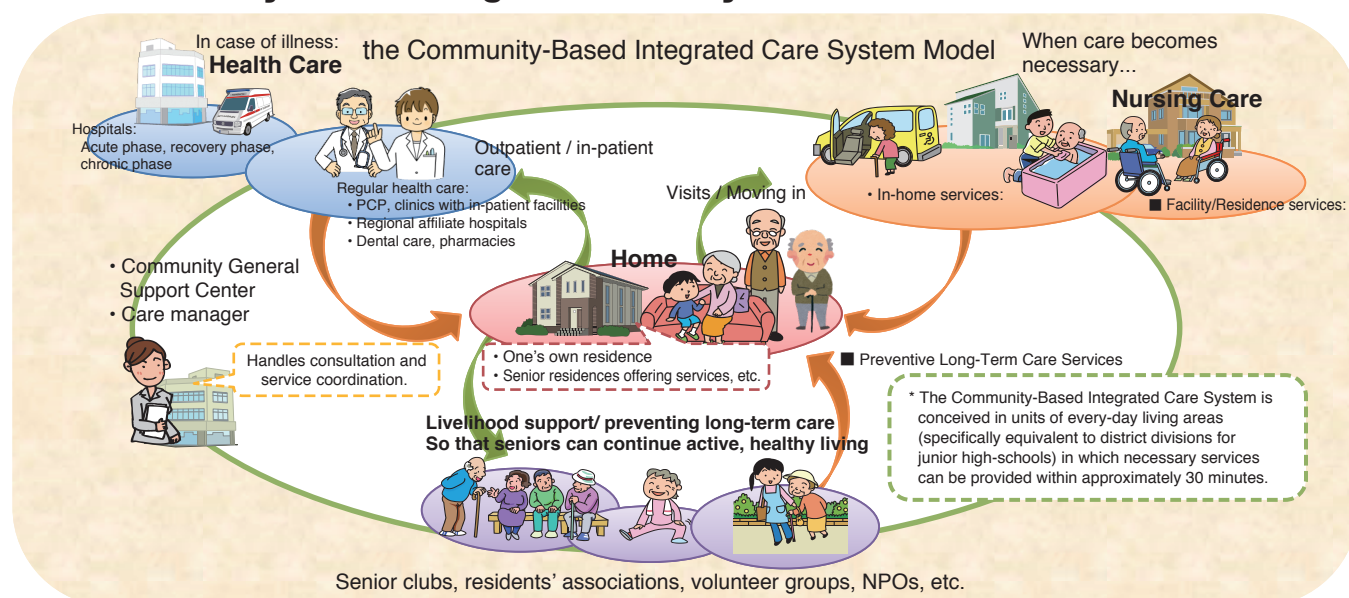 the Community-Based Integrated Care System Model
In case of illness:
Health Care
Hospitals:
Acute phase, recovery phase,
chronic phase
Regular health care:
• PCP, clinics with in-patient facilities
• Regional affiliate hospitals
• Dental care, pharmacies
Outpatient / in-patient
care
Visits / Moving in
When care becomes
necessary...
Nursing Care
• In-home services:
■ Facility/Residence services:
Home
• One's own residence
• Senior residences offering services, etc.
• Community General
Support Center
• Care manager
Handles consultation and
service coordination.
■ Preventive Long-Term Care Services
* The Community-Based Integrated Care System is
conceived in units of every-day living areas
(specifically equivalent to district divisions for
junior high-schools) in which necessary services
can be provided within approximately 30 minutes.
Livelihood support/ preventing long-term care
So that seniors can continue active, healthy living
Senior clubs, residents' associations, volunteer groups, NPOs, etc.